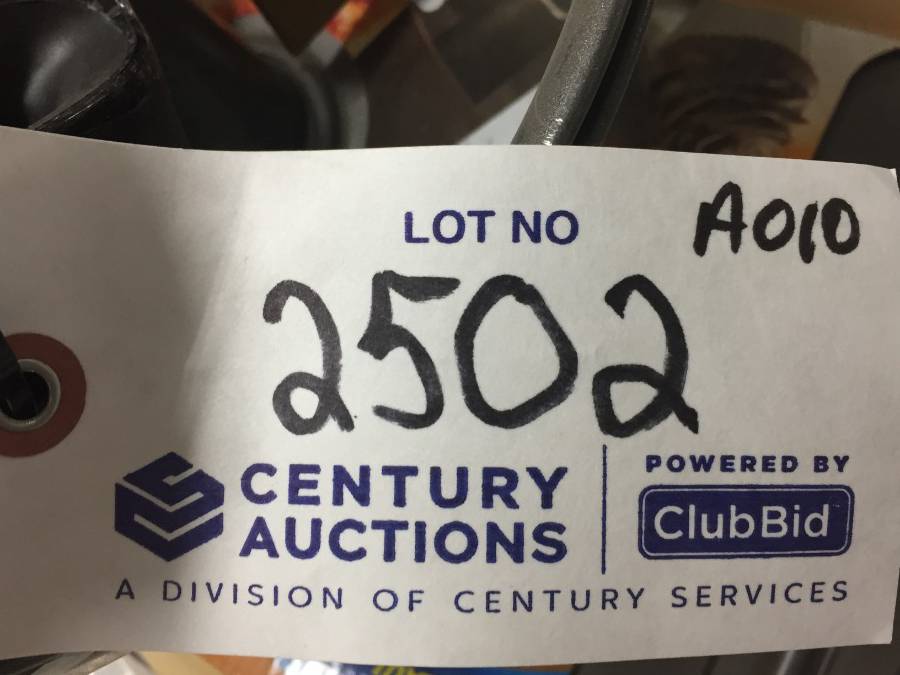 LOT NO
A010
2502
CENTURY
AUCTIONS
POWERED BY
ClubBid
A DIVISION OF CENTURY SERVICES